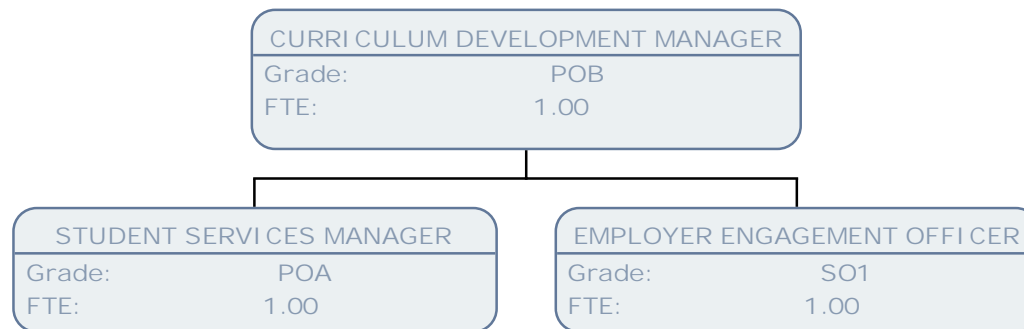 CURRICULUM DEVELOPMENT MANAGER
Grade: POB
FTE: 1.00
STUDENT SERVICES MANAGER
Grade: POA
FTE: 1.00
EMPLOYER ENGAGEMENT OFFICER
Grade: SO1
FTE: 1.00